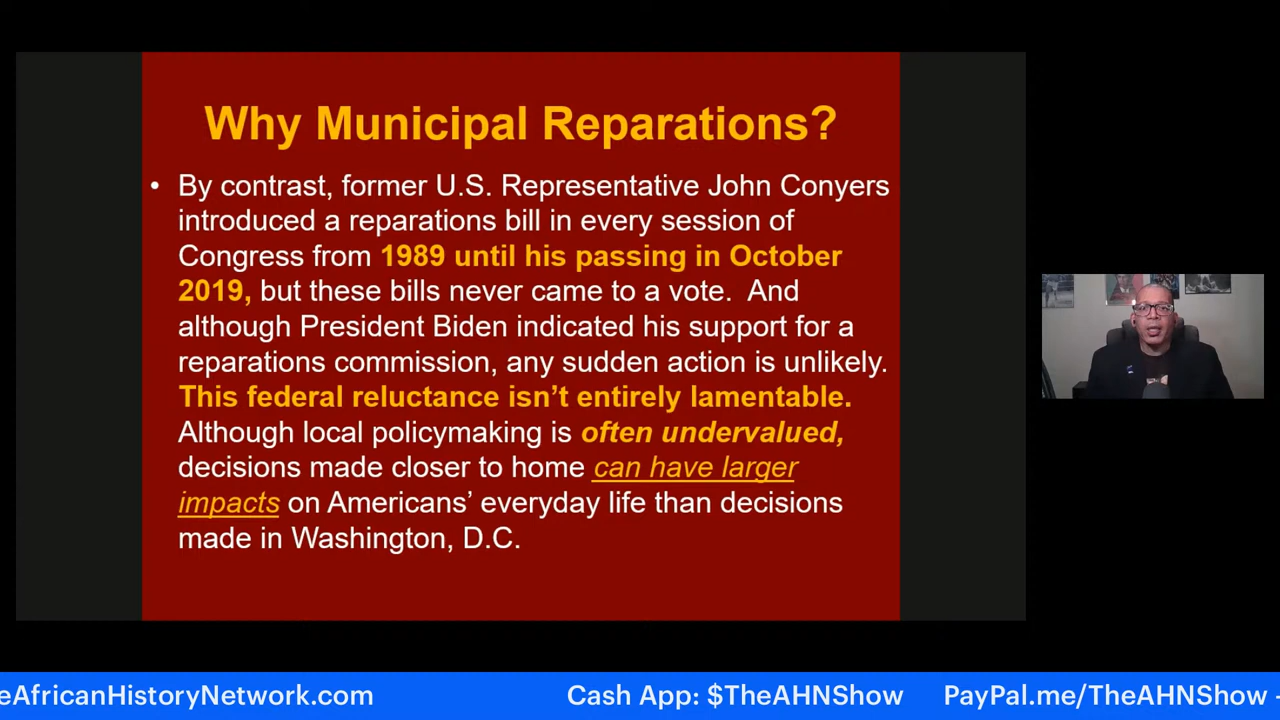 Why Municipal Reparations?
• By contrast, former U.S. Representative John Conyers
introduced a reparations bill in every session of
Congress from 1989 until his passing in October
2019, but these bills never came to a vote. And
although President Biden indicated his support for a
reparations commission, any sudden action is unlikely.
This federal reluctance isn't entirely lamentable.
Although local policymaking is often undervalued,
decisions made closer to home can have larger
impacts on Americans' everyday life than decisions
made in Washington, D.C.
eAfricanHistoryNetwork.com Cash App: $TheAHNShow PayPal.me/TheAHNShow -